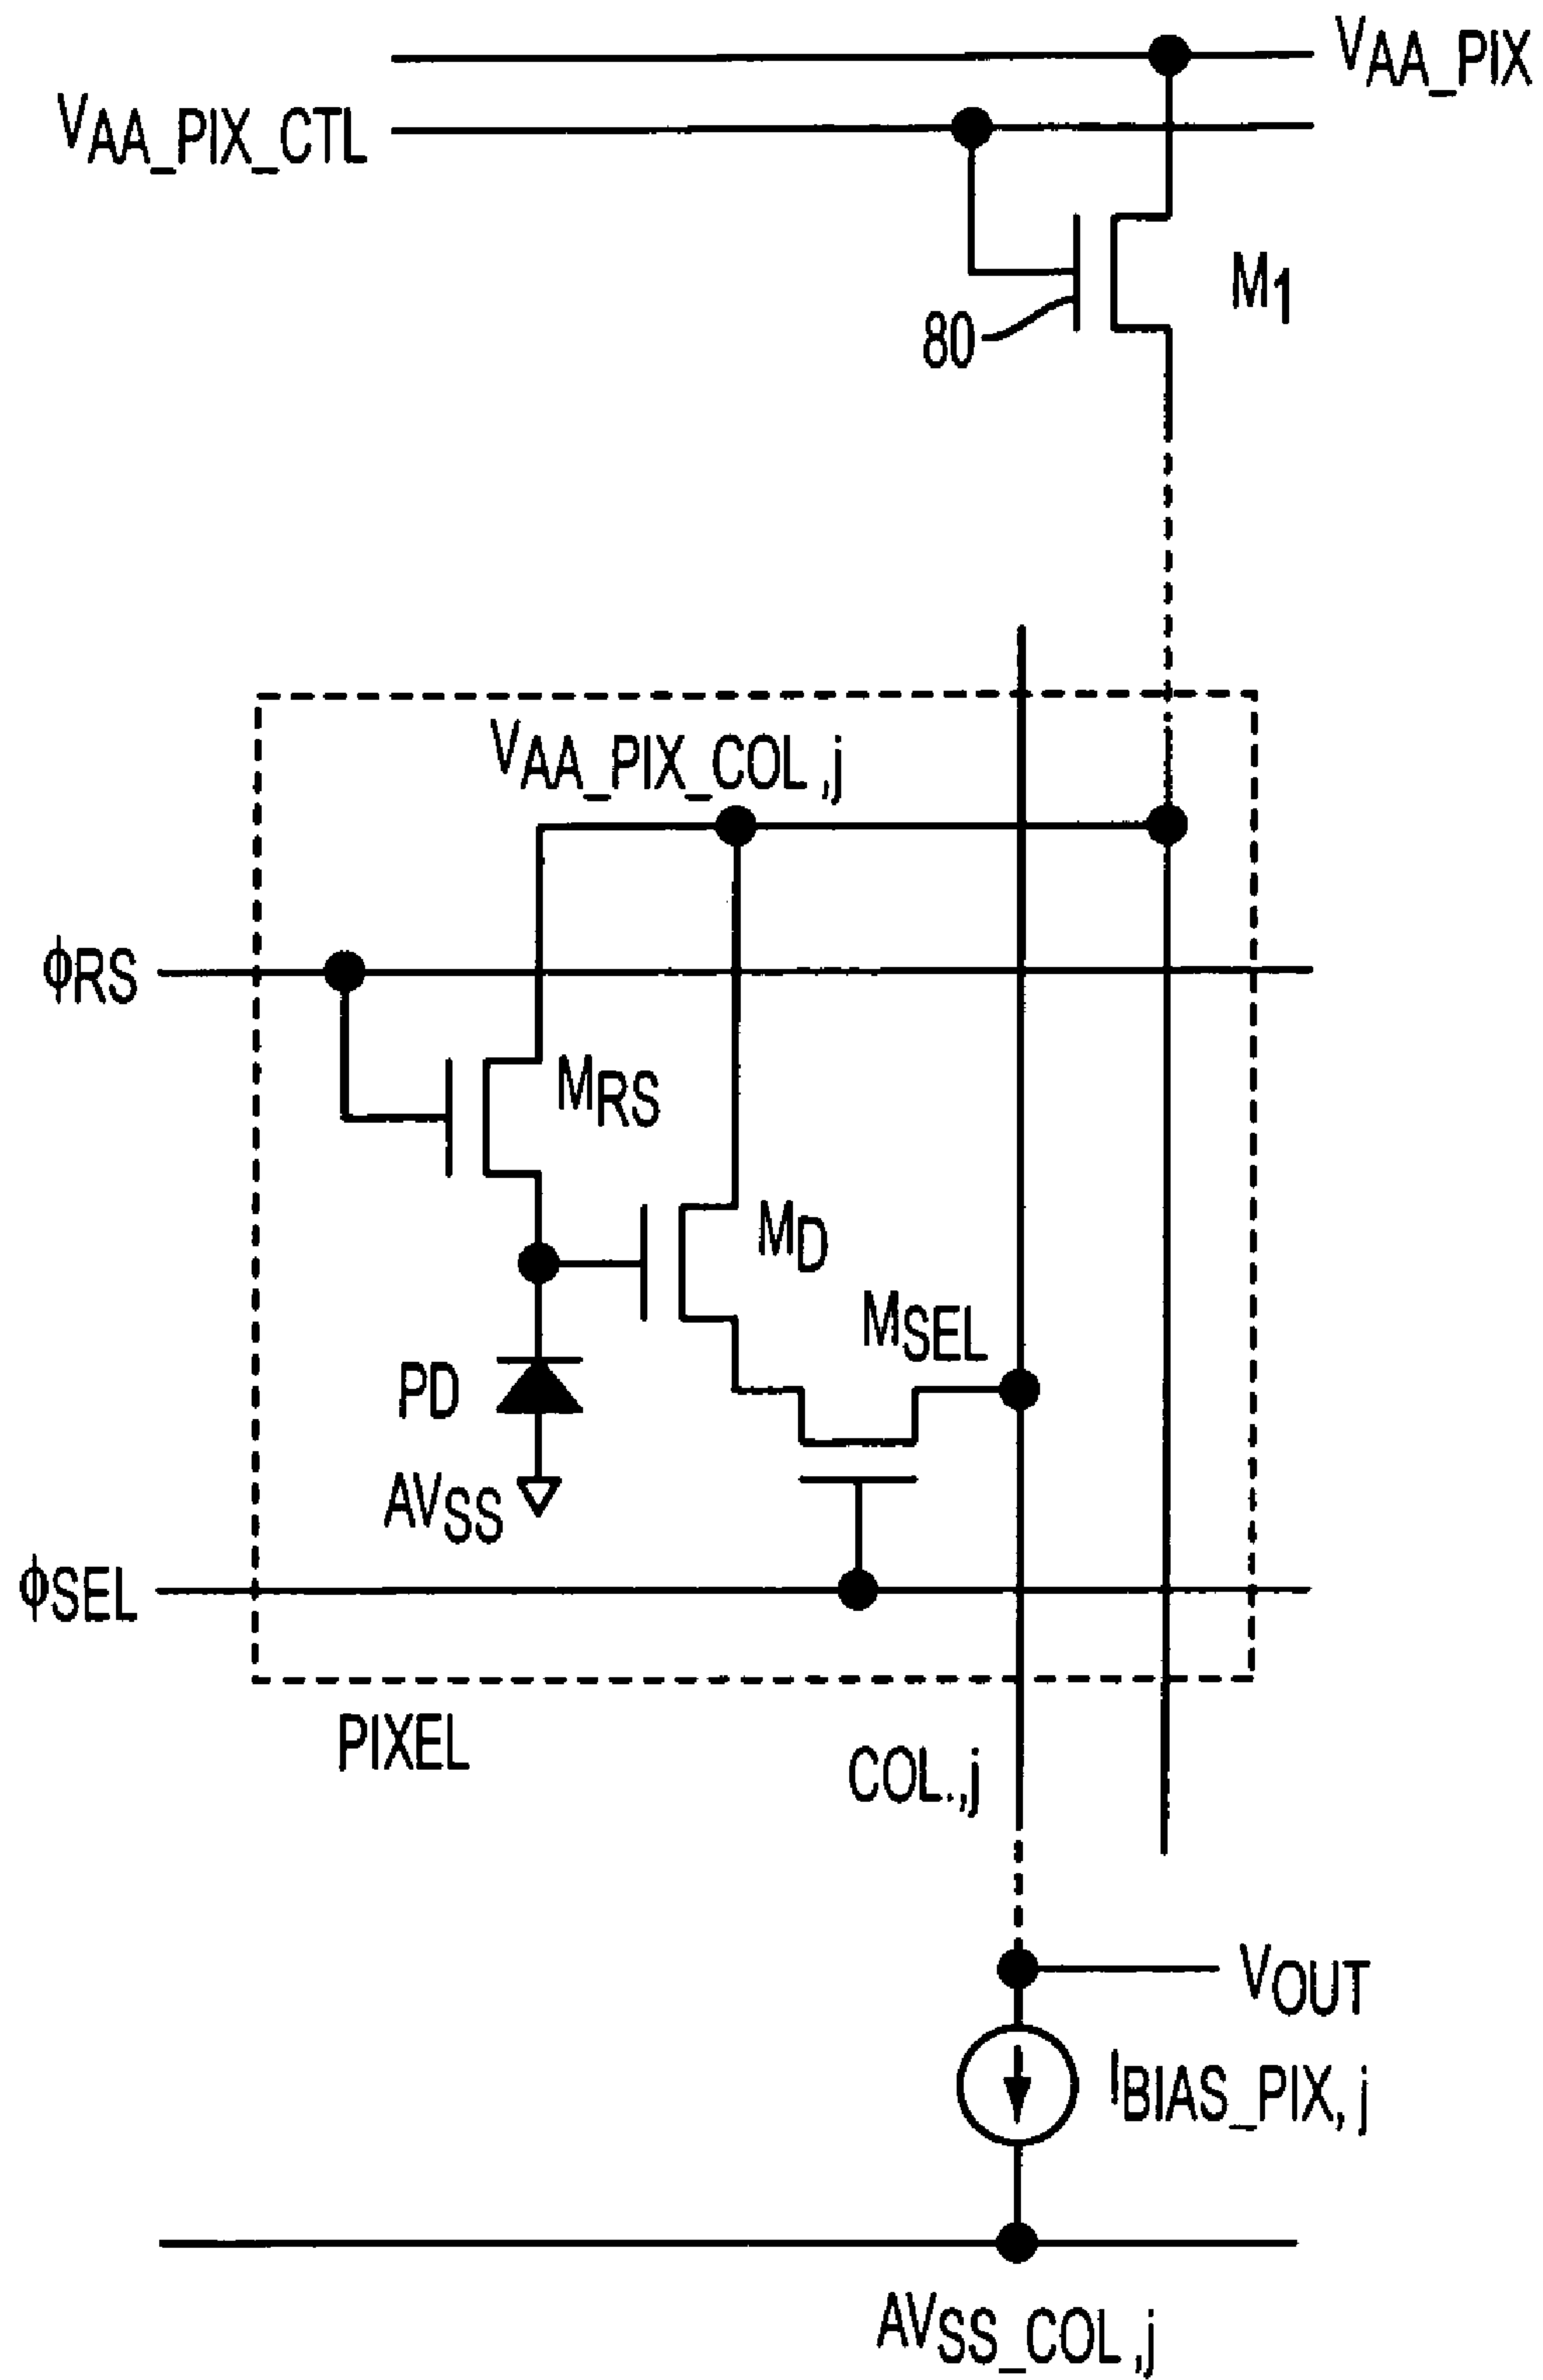 VAA_PIX
VAA_PIX_CTL
M1
80
VAA_PIX_COL,j
ϕRS
MRS
MD
MSEL
PD
AVSS
ϕSEL
PIXEL
COL.,j
VOUT
IBIAS_PIX,j
AVSS_COL,j